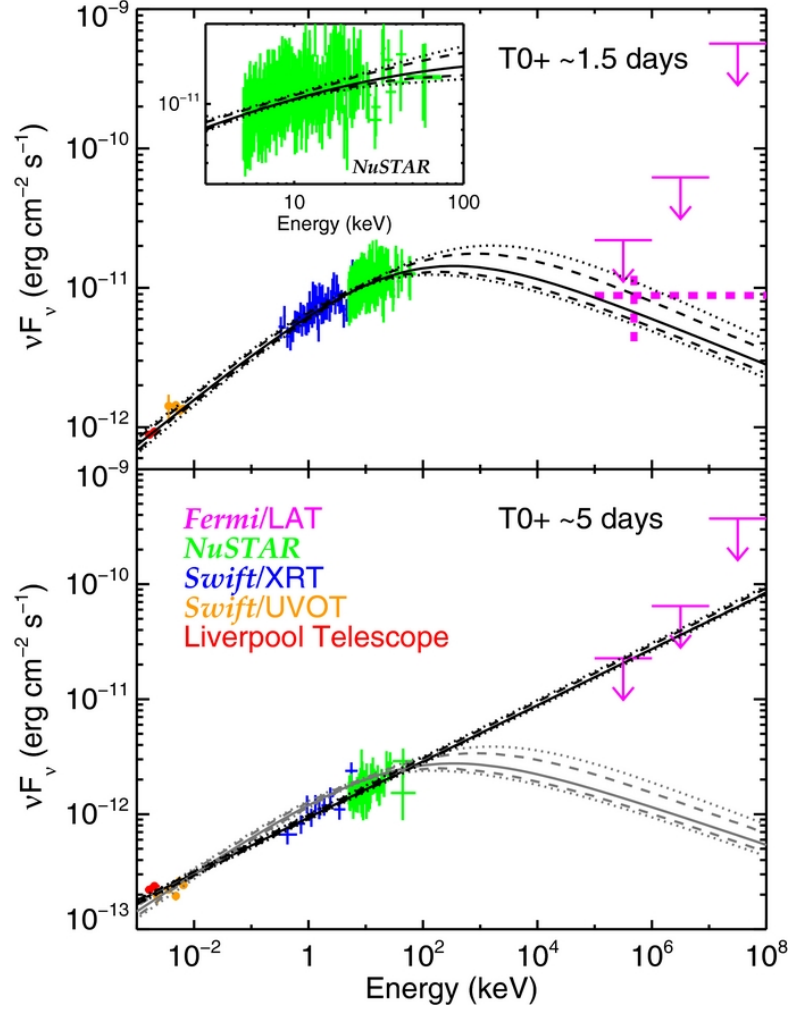 10⁻⁹
T0+ ~1.5 days
10⁻¹¹
NuSTAR
10 100
Energy (keV)
10⁻¹⁰
10⁻¹¹
10⁻¹²
νFν (erg cm⁻² s⁻¹)
10⁻⁹
T0+ ~5 days
Fermi/LAT
NuSTAR
Swift/XRT
Swift/UVOT
Liverpool Telescope
10⁻¹⁰
10⁻¹¹
10⁻¹²
10⁻¹³
νFν (erg cm⁻² s⁻¹)
10⁻² 1 10² 10⁴ 10⁶ 10⁸
Energy (keV)